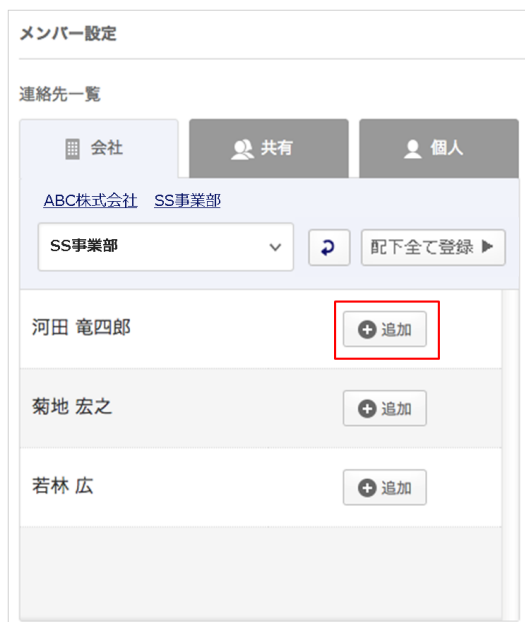 メンバー設定
連絡先一覧
会社 共有 個人
ABC株式会社 SS事業部
SS事業部 配下全て登録
河田 竜四郎 追加
菊地 宏之 追加
若林 広 追加